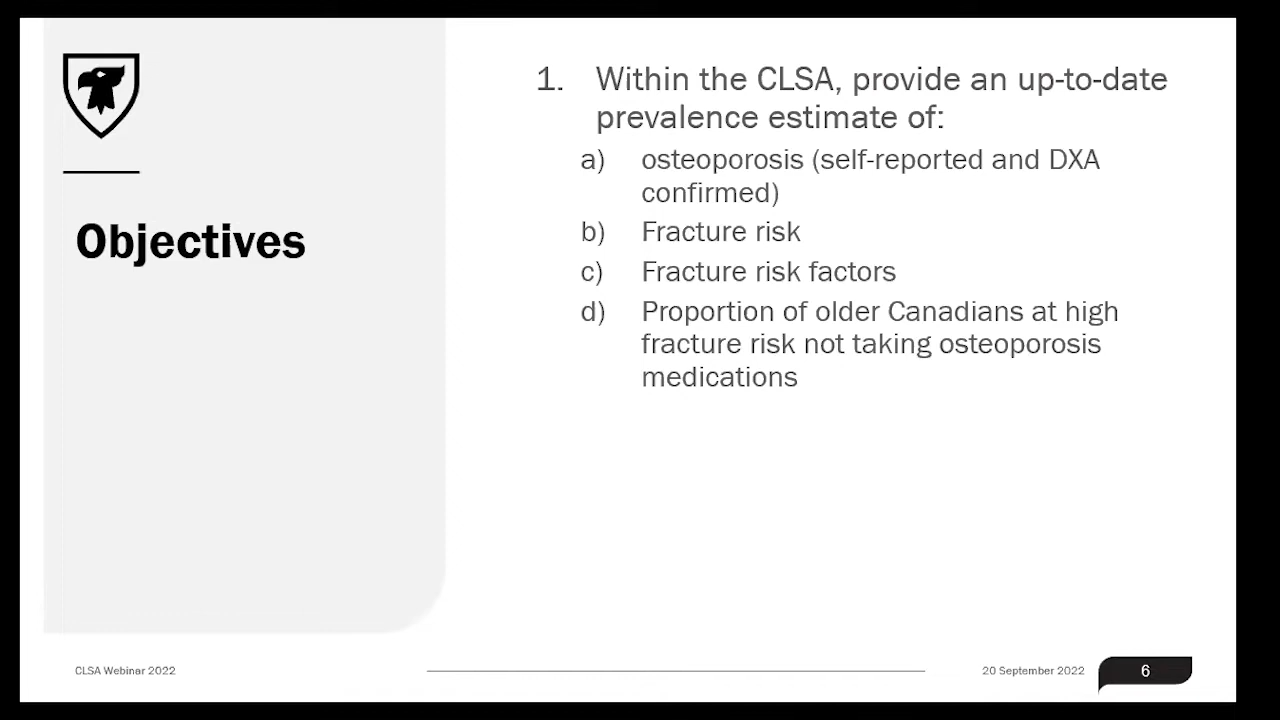 Objectives
1. Within the CLSA, provide an up-to-date
prevalence estimate of:
a) osteoporosis (self-reported and DXA
confirmed)
b) Fracture risk
c) Fracture risk factors
d) Proportion of older Canadians at high
fracture risk not taking osteoporosis
medications
CLSA Webinar 2022
20 September 2022
6